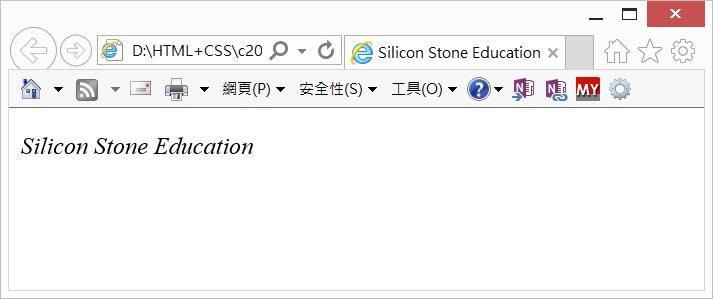 D:\HTML+CSS\c20
Silicon Stone Education
網頁(P) 安全性(S) 工具(O) MY
Silicon Stone Education